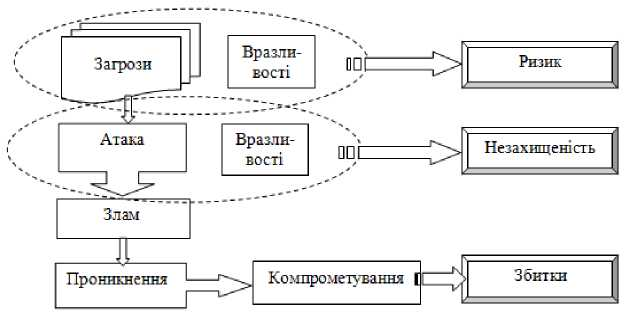 Загрози
Вразли-
вості
Ризик
Атака
Вразли-
вості
Незахищеність
Злам
Проникнення
Компрометування
Збитки